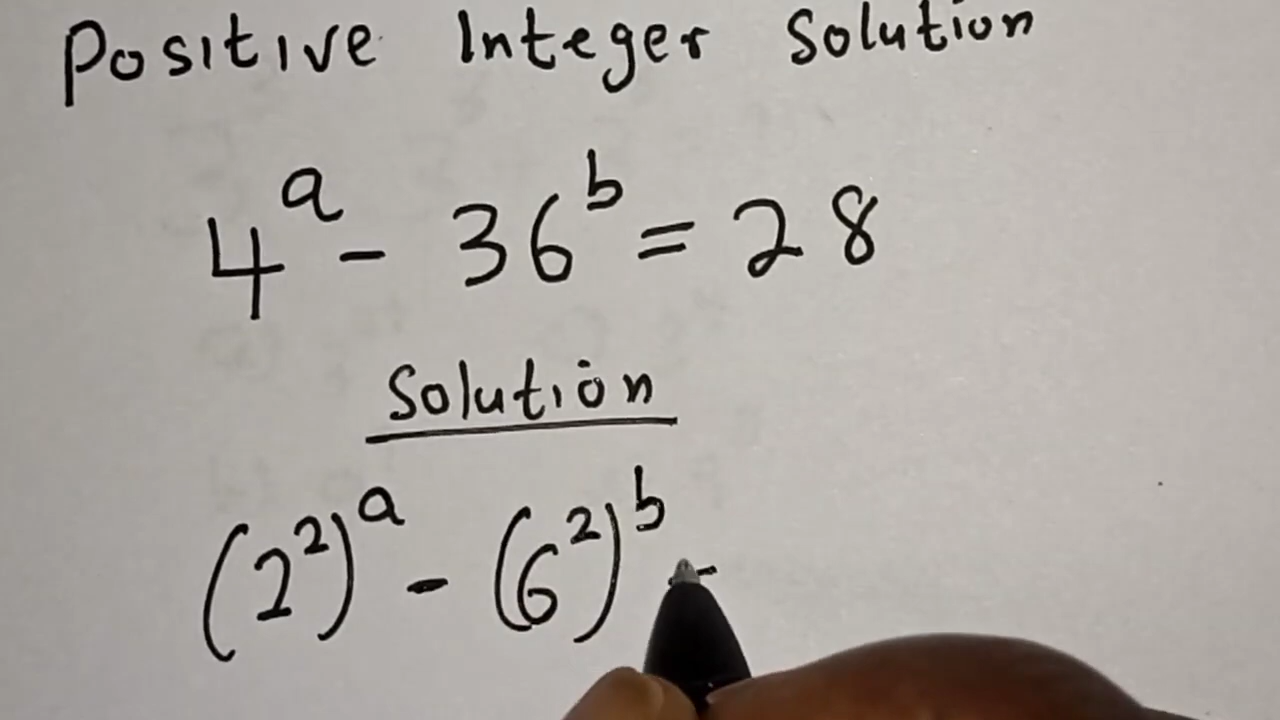 Positive Integer Solution
4^a - 36^b = 28
Solution
(2^2)^a - (6^2)^b -